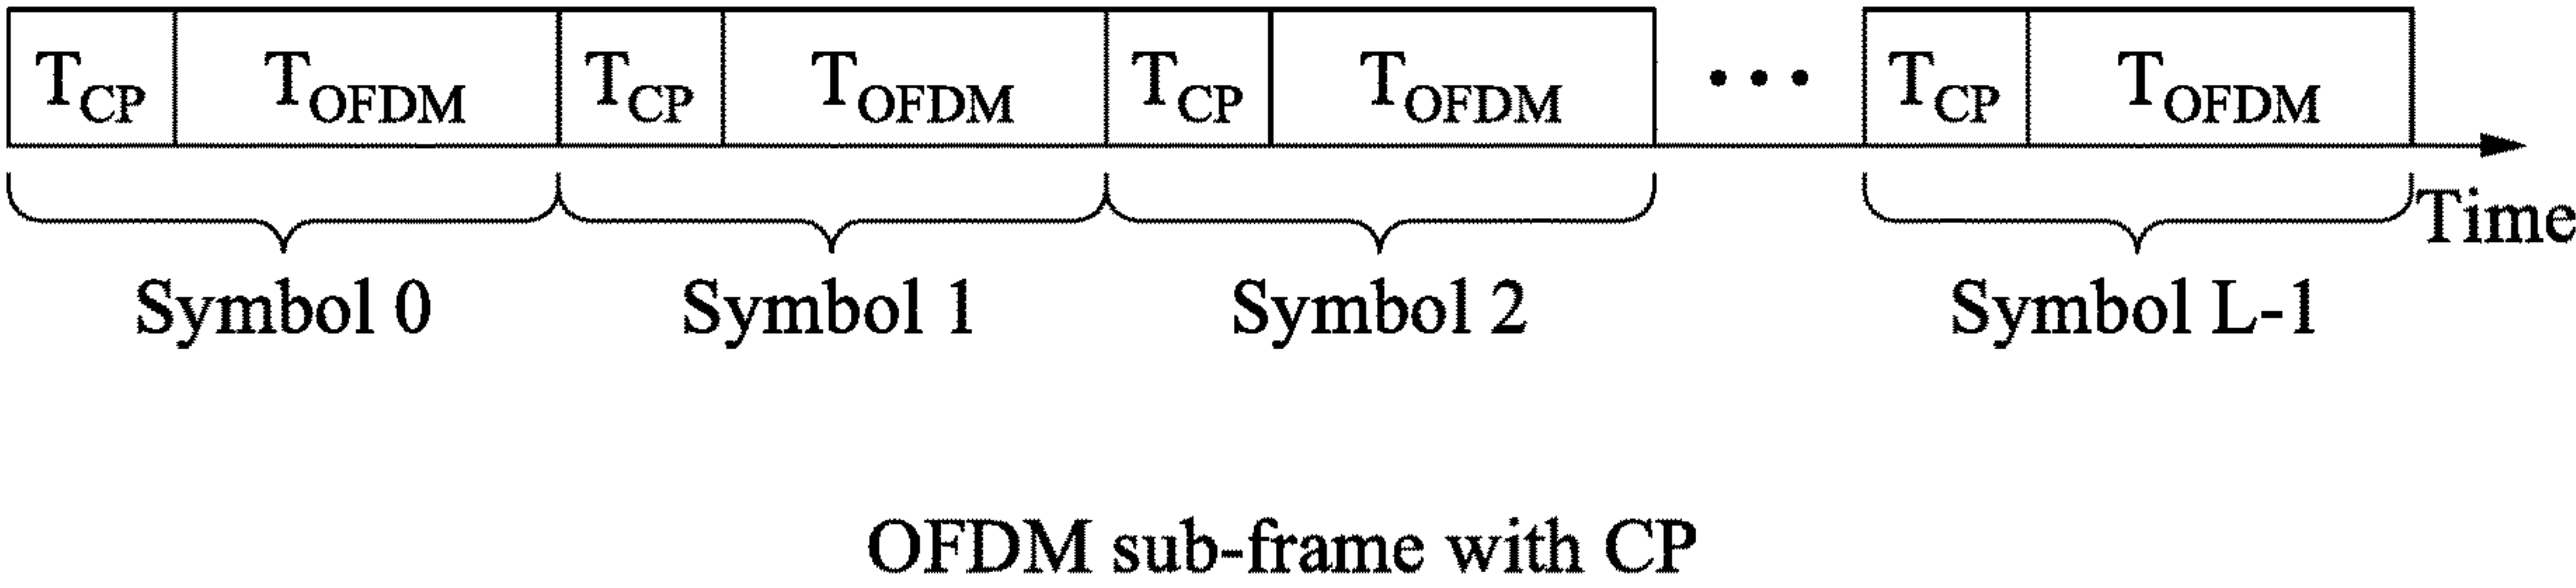 T_CP T_OFDM T_CP T_OFDM T_CP T_OFDM ••• T_CP T_OFDM
Time
Symbol 0 Symbol 1 Symbol 2 Symbol L-1
OFDM sub-frame with CP